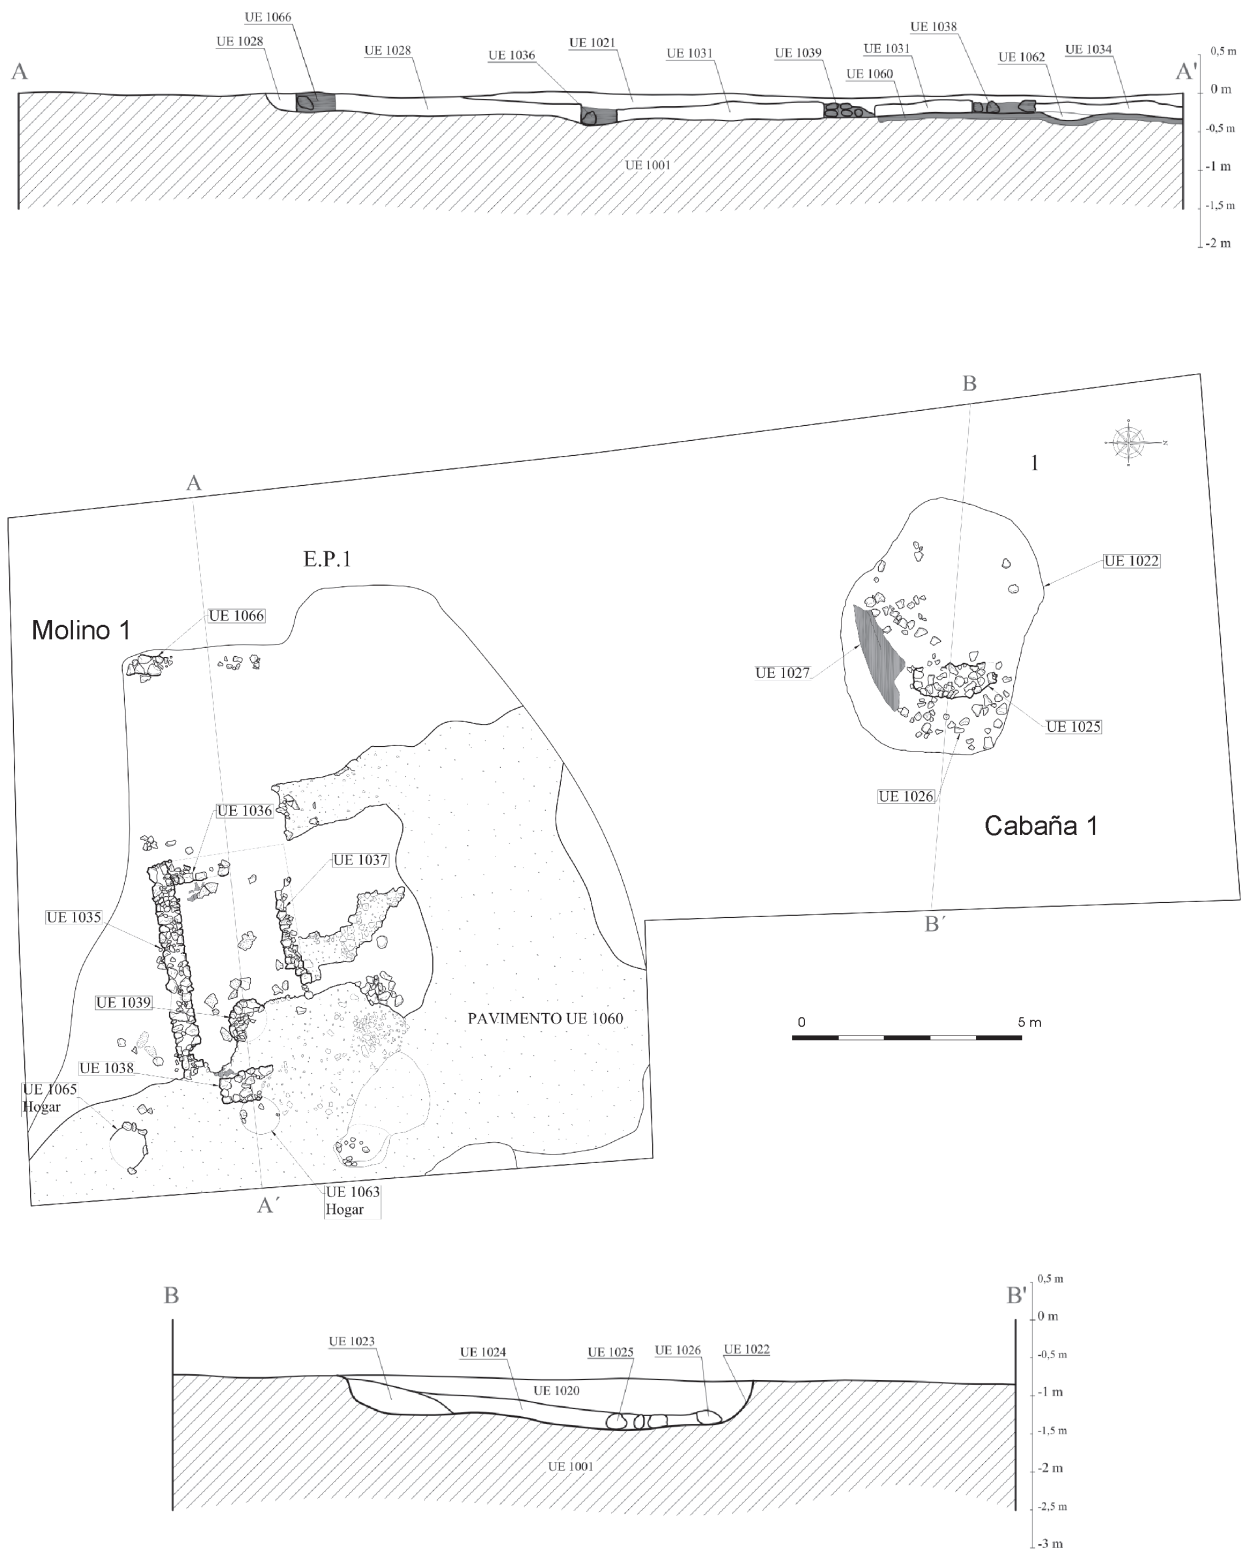 UE 1066
UE 1028
UE 1028
UE 1036
UE 1021
UE 1031
UE 1039
UE 1060
UE 1031
UE 1038
UE 1062
UE 1034
A
A'
0,5 m
0 m
-0,5 m
-1 m
-1,5 m
-2 m
UE 1001
B
A
1
E.P.1
UE 1022
Molino 1
UE 1066
UE 1027
UE 1025
UE 1026
Cabaña 1
UE 1036
UE 1037
UE 1035
B´
UE 1039
PAVIMENTO UE 1060
0 5 m
UE 1038
UE 1065
Hogar
A´
UE 1063
Hogar
B
B'
0,5 m
0 m
-0,5 m
-1 m
-1,5 m
-2 m
-2,5 m
-3 m
UE 1023
UE 1024
UE 1025
UE 1026
UE 1022
UE 1020
UE 1001